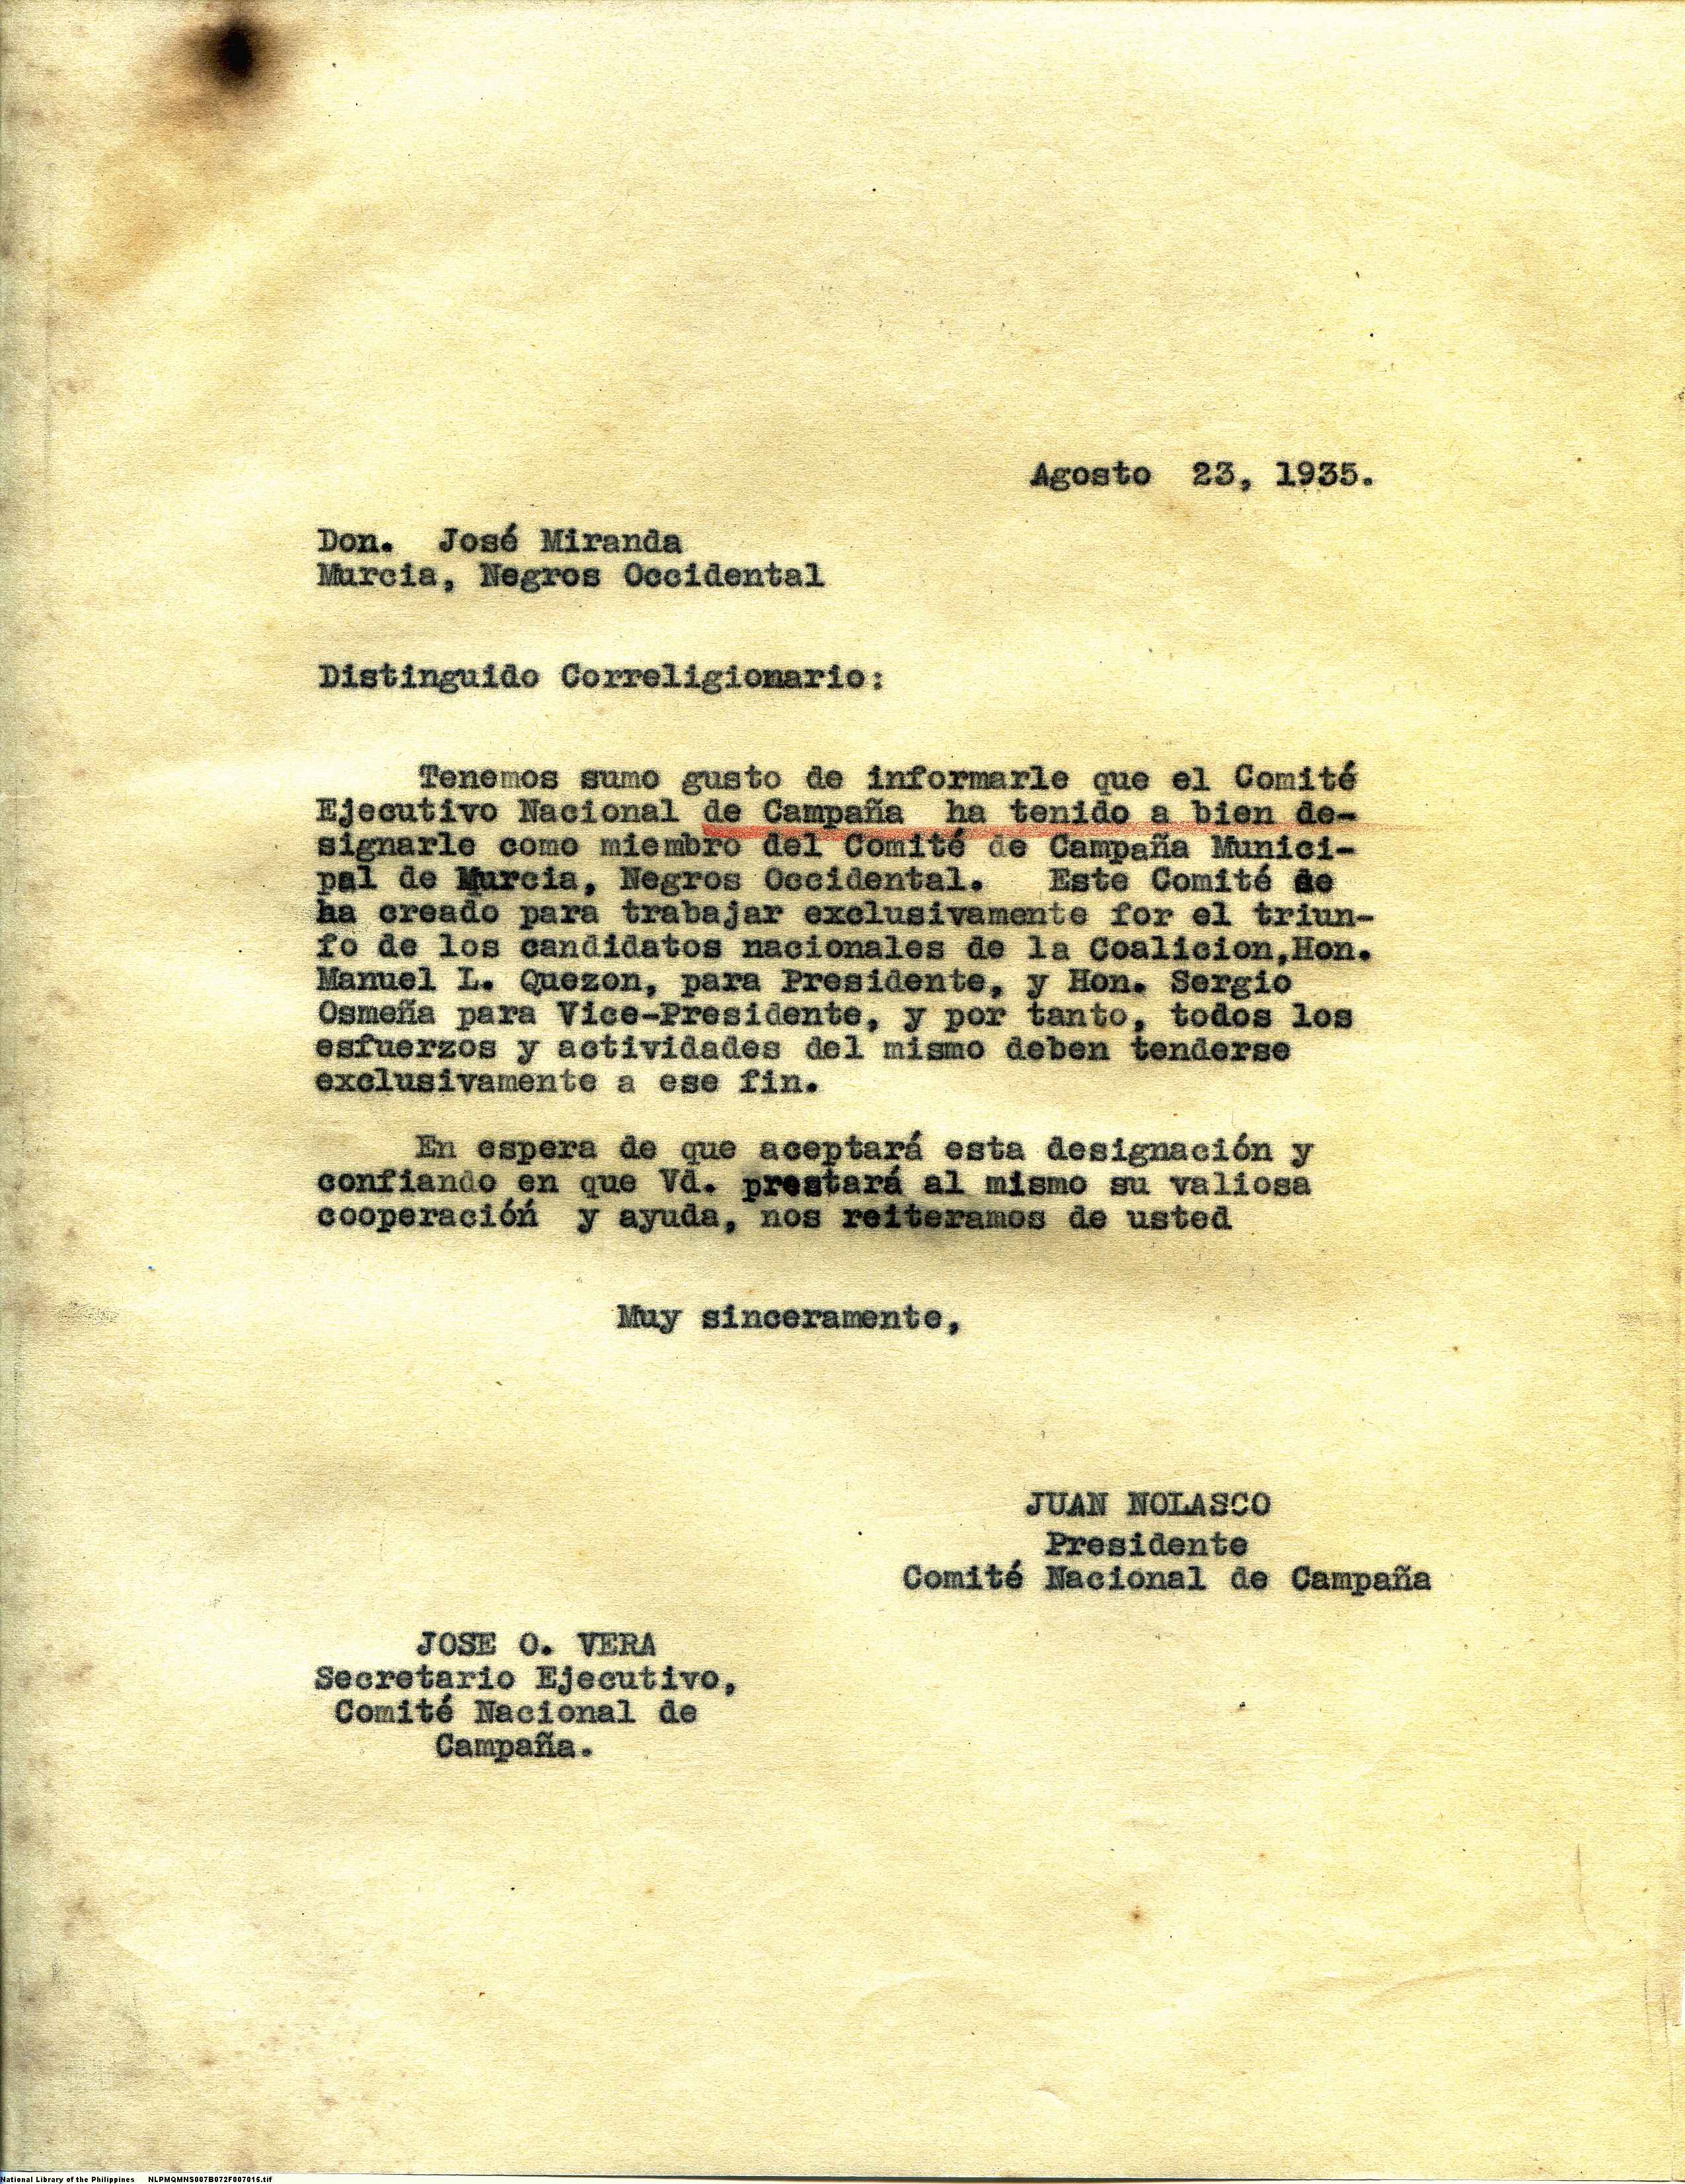 Agosto 23, 1935.
Don. José Miranda
Murcia, Negros Occidental
Distinguido Correligionario:
Tenemos sumo gusto de informarle que el Comité
Ejecutivo Nacional de Campaña ha tenido a bien de-
signarle como miembro del Comité de Campaña Munici-
pal de Murcia, Negros Occidental. Este Comité
ha creado para trabajar exclusivamente for el triun-
fo de los candidatos nacionales de la Coalicion,Hon.
Manuel L. Quezon, para Presidente, y Hon. Sergio
Osmeña para Vice-Presidente, y por tanto, todos los
esfuerzos y actividades del mismo deben tenderse
exclusivamente a ese fin.
En espera de que aceptará esta designación y
confiando en que Vd. prestará al mismo su valiosa
cooperación y ayuda, nos reiteramos de usted
Muy sinceramente,
JUAN NOLASCO
Presidente
Comité Nacional de Campaña
JOSE O. VERA
Secretario Ejecutivo,
Comité Nacional de
Campaña.
National Library of the Philippines NLPMQMNS007B072F007015.tif